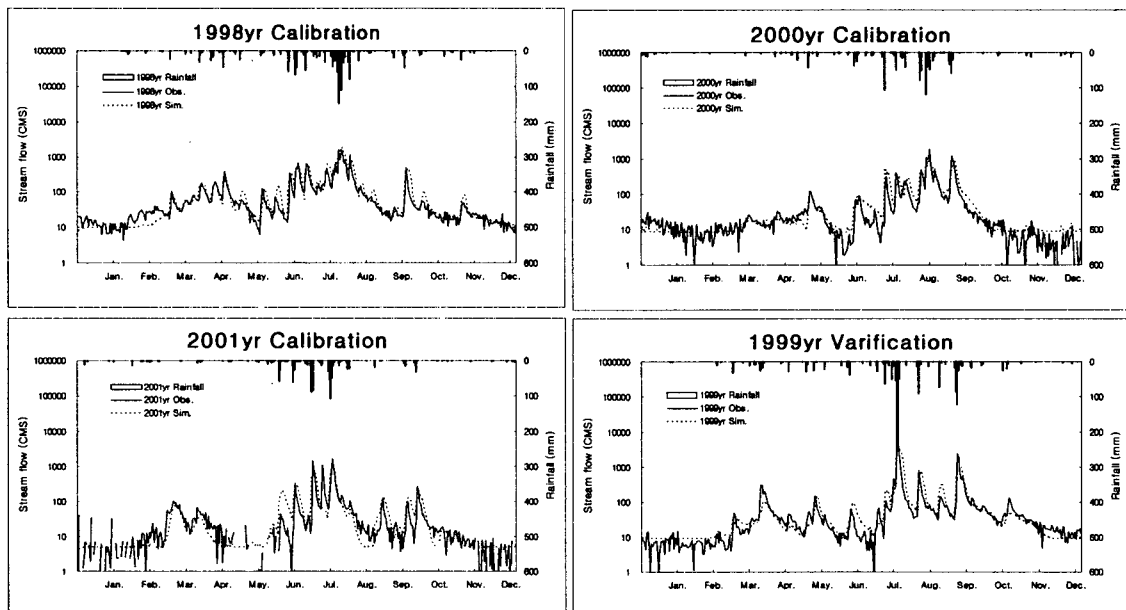 1998yr Calibration
1000000
100000
10000
1000
100
10
1
Stream flow (CMS)
1998yr Rainfall
1998yr Obs.
1998yr Sim.
0
100
200
300
400
500
600
Rainfall (mm)
Jan. Feb. Mar. Apr. May. Jun. Jul. Aug. Sep. Oct. Nov. Dec.
2000yr Calibration
1000000
100000
10000
1000
100
10
1
Stream flow (CMS)
2000yr Rainfall
2000yr Obs.
2000yr Sim.
0
100
200
300
400
500
600
Rainfall (mm)
Jan. Feb. Mar. Apr. May. Jun. Jul. Aug. Sep. Oct. Nov. Dec.
2001yr Calibration
1000000
100000
10000
1000
100
10
1
Stream flow (CMS)
2001yr Rainfall
2001yr Obs.
2001yr Sim.
0
100
200
300
400
500
600
Rainfall (mm)
Jan. Feb. Mar. Apr. May. Jun. Jul. Aug. Sep. Oct. Nov. Dec.
1999yr Varification
1000000
100000
10000
1000
100
10
1
Stream flow (CMS)
1999yr Rainfall
1999yr Obs.
1999yr Sim.
0
100
200
300
400
500
600
Rainfall (mm)
Jan. Feb. Mar. Apr. May. Jun. Jul. Aug. Sep. Oct. Nov. Dec.